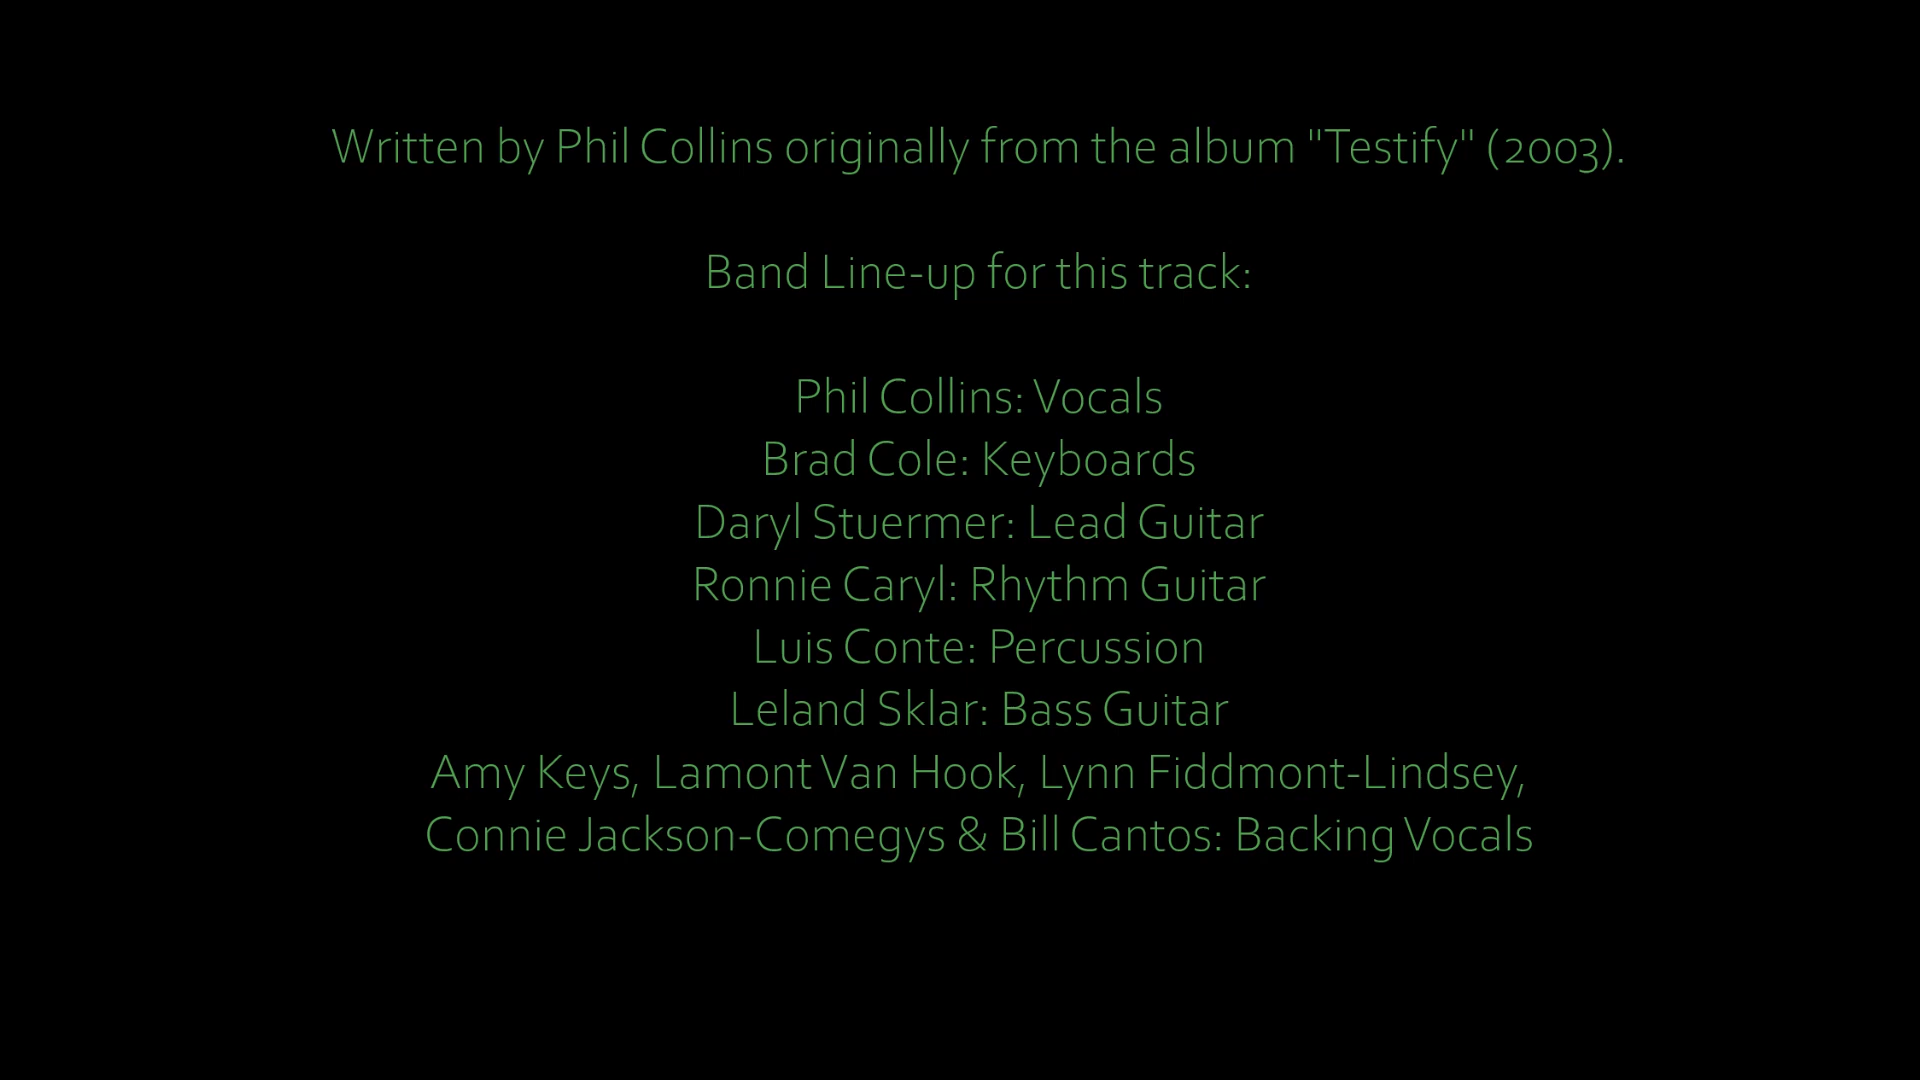 Written by Phil Collins originally from the album "Testify" (2003).
Band Line-up for this track:
Phil Collins: Vocals
Brad Cole: Keyboards
Daryl Stuermer: Lead Guitar
Ronnie Caryl: Rhythm Guitar
Luis Conte: Percussion
Leland Sklar: Bass Guitar
Amy Keys, Lamont Van Hook, Lynn Fiddmont-Lindsey,
Connie Jackson-Comegys & Bill Cantos: Backing Vocals